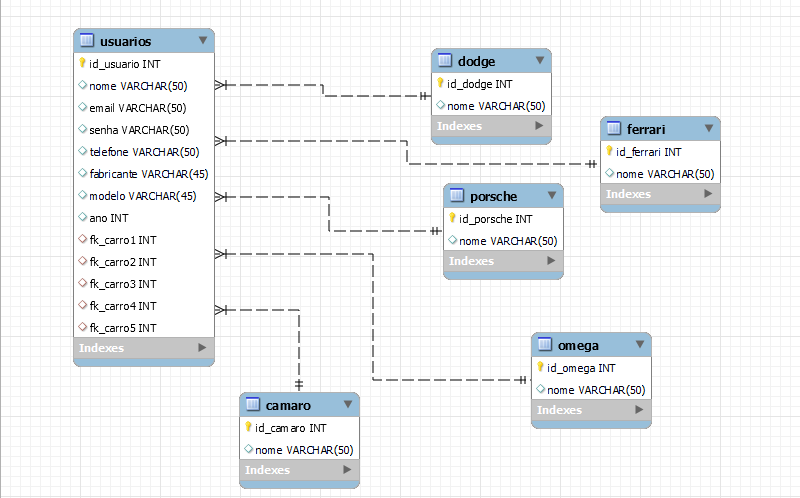 usuarios
id_usuario INT
nome VARCHAR(50)
email VARCHAR(50)
senha VARCHAR(50)
telefone VARCHAR(50)
fabricante VARCHAR(45)
modelo VARCHAR(45)
ano INT
fk_carro1 INT
fk_carro2 INT
fk_carro3 INT
fk_carro4 INT
fk_carro5 INT
Indexes
dodge
id_dodge INT
nome VARCHAR(50)
Indexes
ferrari
id_ferrari INT
nome VARCHAR(50)
Indexes
porsche
id_porsche INT
nome VARCHAR(50)
Indexes
omega
id_omega INT
nome VARCHAR(50)
Indexes
camaro
id_camaro INT
nome VARCHAR(50)
Indexes